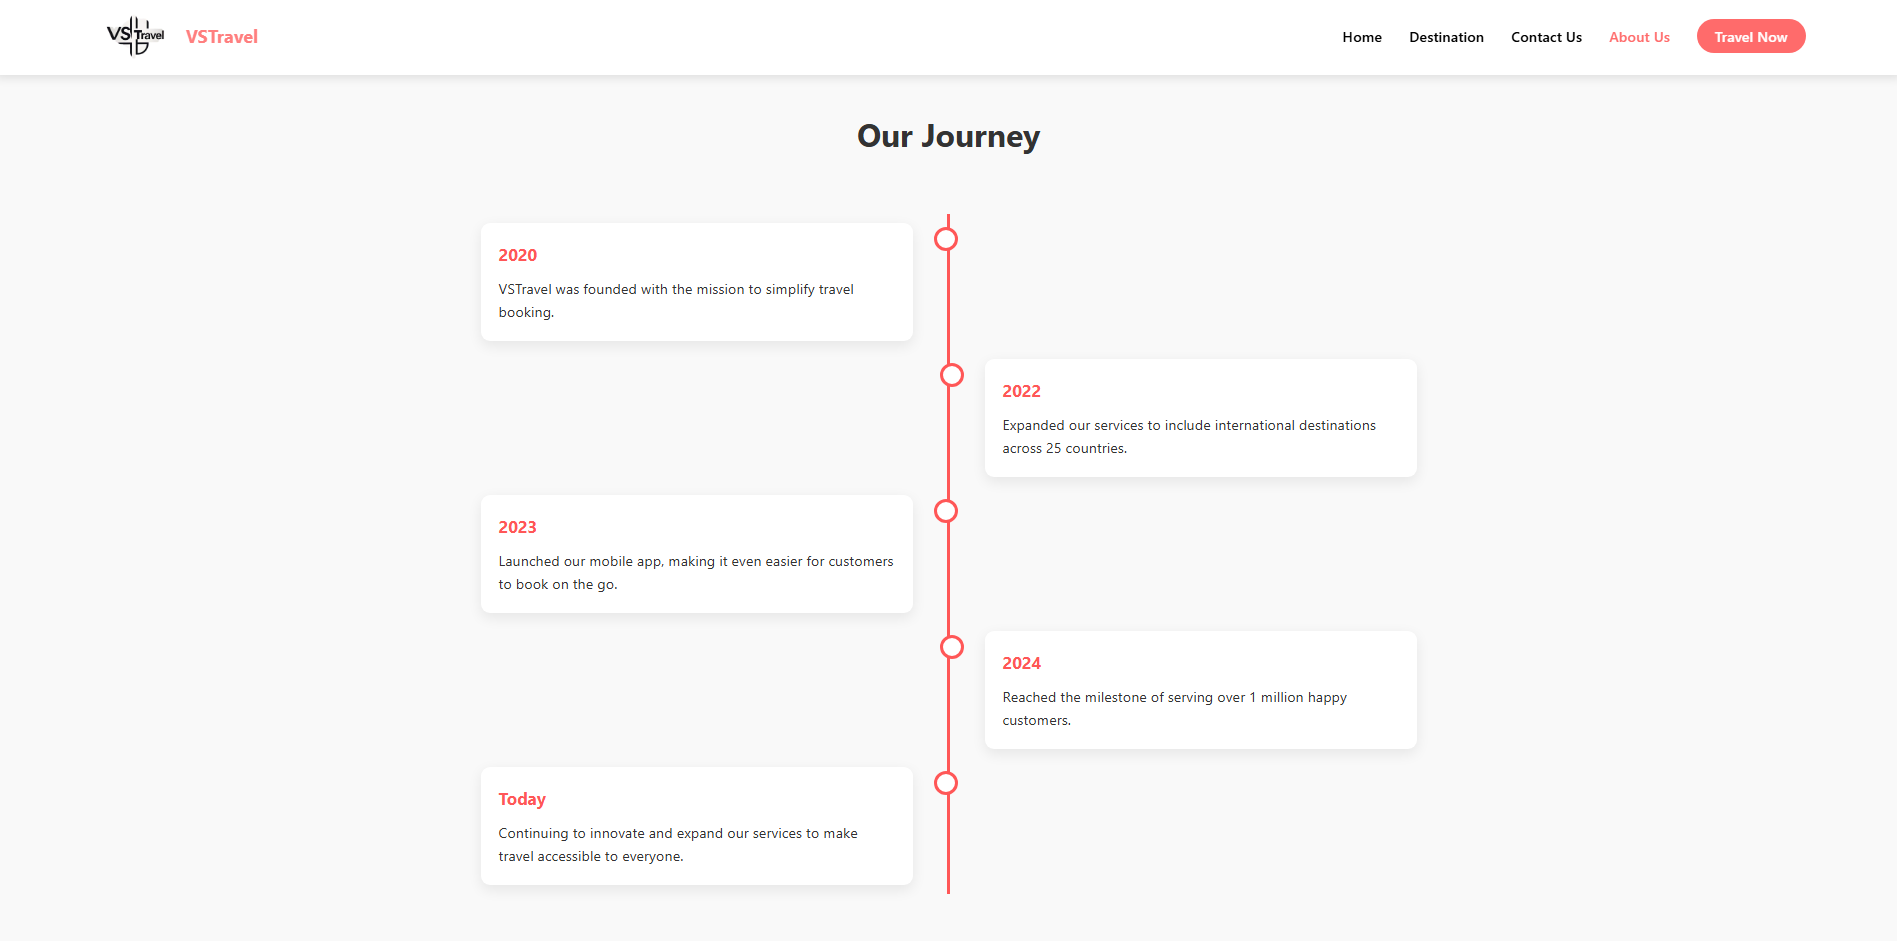 VSTravel
VSTravel
Home
Destination
Contact Us
About Us
Travel Now
Our Journey
2020
VSTravel was founded with the mission to simplify travel
booking.
2022
Expanded our services to include international destinations
across 25 countries.
2023
Launched our mobile app, making it even easier for customers
to book on the go.
2024
Reached the milestone of serving over 1 million happy
customers.
Today
Continuing to innovate and expand our services to make
travel accessible to everyone.